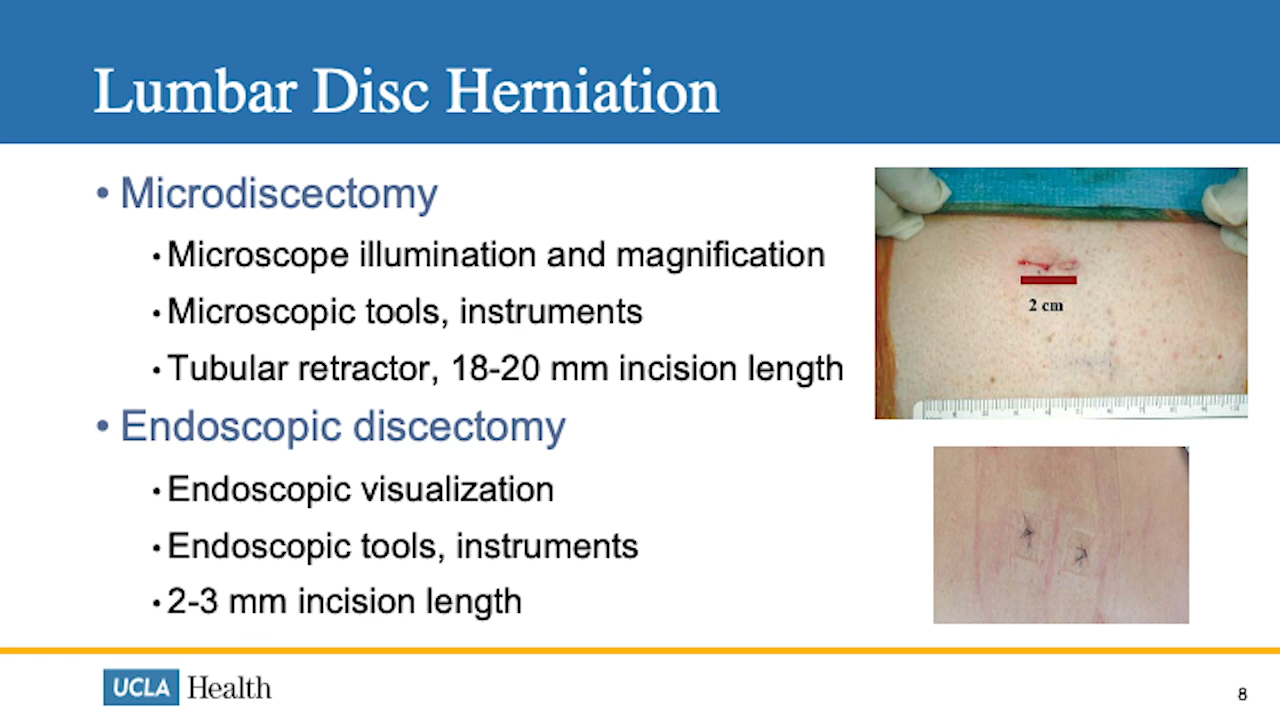 Lumbar Disc Herniation
• Microdiscectomy
• Microscope illumination and magnification
• Microscopic tools, instruments
• Tubular retractor, 18-20 mm incision length
• Endoscopic discectomy
• Endoscopic visualization
• Endoscopic tools, instruments
• 2-3 mm incision length
2 cm
UCLA Health
8